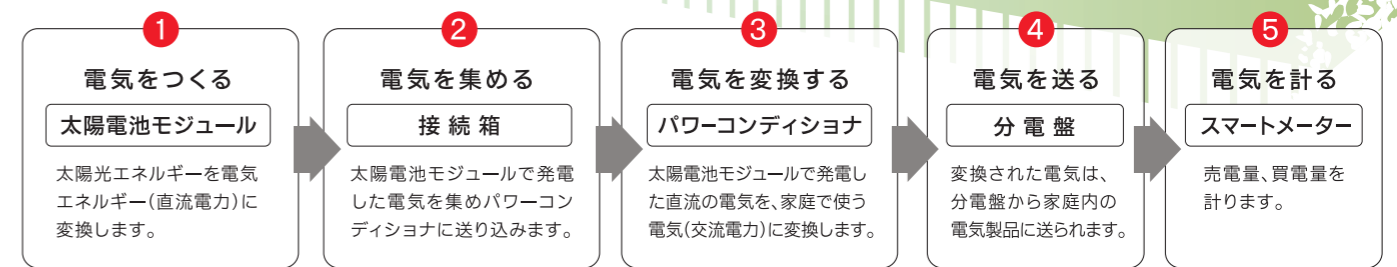 1
電気をつくる
太陽電池モジュール
太陽光エネルギーを電気
エネルギー(直流電力)に
変換します。
2
電気を集める
接続箱
太陽電池モジュールで発電
した電気を集めパワーコン
ディショナに送り込みます。
3
電気を変換する
パワーコンディショナ
太陽電池モジュールで発電し
た直流の電気を、家庭で使う
電気(交流電力)に変換します。
4
電気を送る
分電盤
変換された電気は、
分電盤から家庭内の
電気製品に送られます。
5
電気を計る
スマートメーター
売電量、買電量を
計ります。